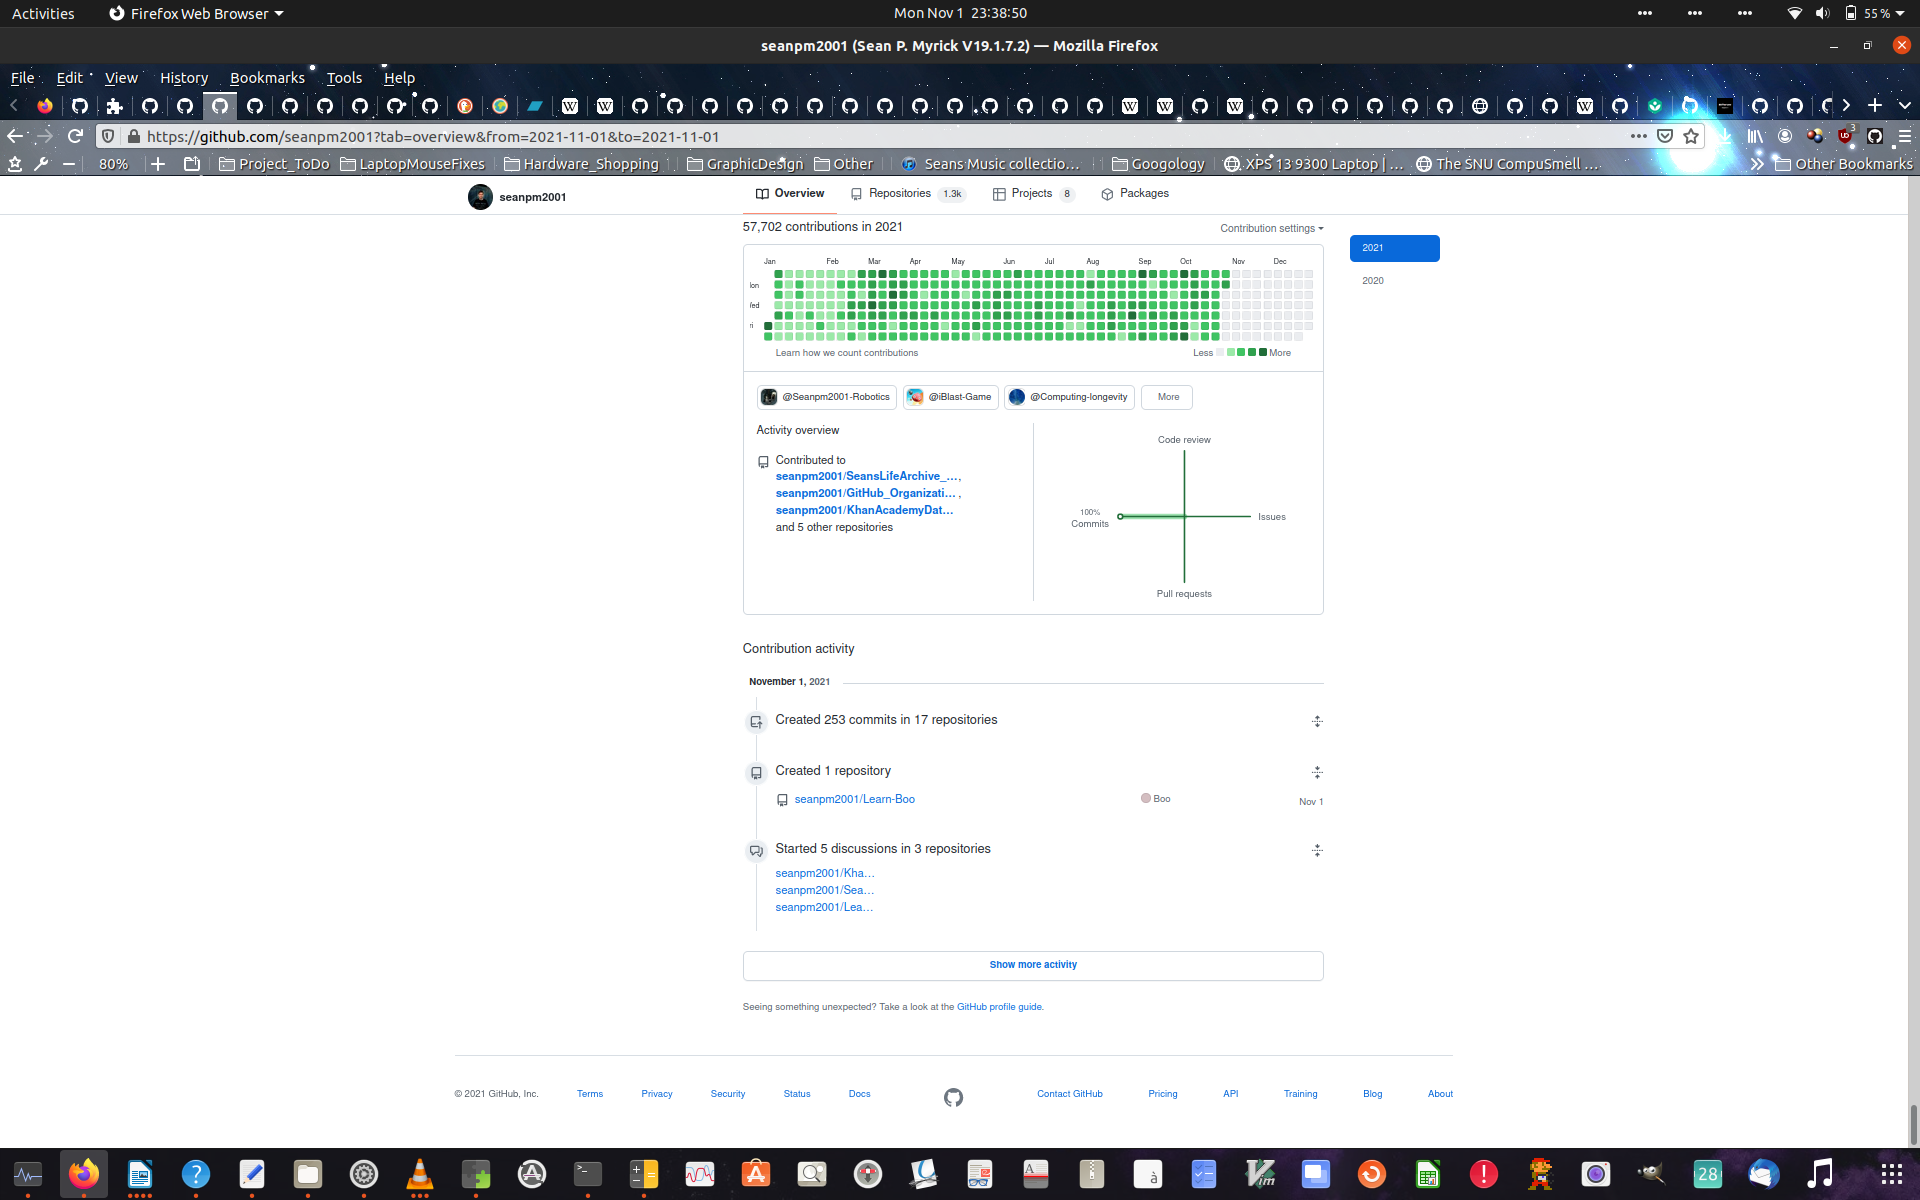 Activities
Firefox Web Browser
Mon Nov 1 23:38:50
55 %
seanpm2001 (Sean P. Myrick V19.1.7.2) — Mozilla Firefox
File Edit View History Bookmarks Tools Help
https://github.com/seanpm2001?tab=overview&from=2021-11-01&to=2021-11-01
3
80%
Project_ToDo
LaptopMouseFixes
Hardware_Shopping
GraphicDesign
Other
Seans Music collectio...
Googology
XPS 13 9300 Laptop | ...
The SNU CompuSmell ...
Other Bookmarks
seanpm2001
Overview
Repositories 1.3k
Projects 8
Packages
57,702 contributions in 2021
Contribution settings
2021
2020
Jan Feb Mar Apr May Jun Jul Aug Sep Oct Nov Dec
Learn how we count contributions
Less More
@Seanpm2001-Robotics
@iBlast-Game
@Computing-longevity
More
Activity overview
Contributed to
seanpm2001/SeansLifeArchive_...,
seanpm2001/GitHub_Organizati... ,
seanpm2001/KhanAcademyDat...
and 5 other repositories
Code review
100%
Commits
Issues
Pull requests
Contribution activity
November 1, 2021
Created 253 commits in 17 repositories
Created 1 repository
seanpm2001/Learn-Boo
Boo
Nov 1
Started 5 discussions in 3 repositories
seanpm2001/Kha...
seanpm2001/Sea...
seanpm2001/Lea...
Show more activity
Seeing something unexpected? Take a look at the GitHub profile guide.
© 2021 GitHub, Inc.
Terms
Privacy
Security
Status
Docs
Contact GitHub
Pricing
API
Training
Blog
About
28